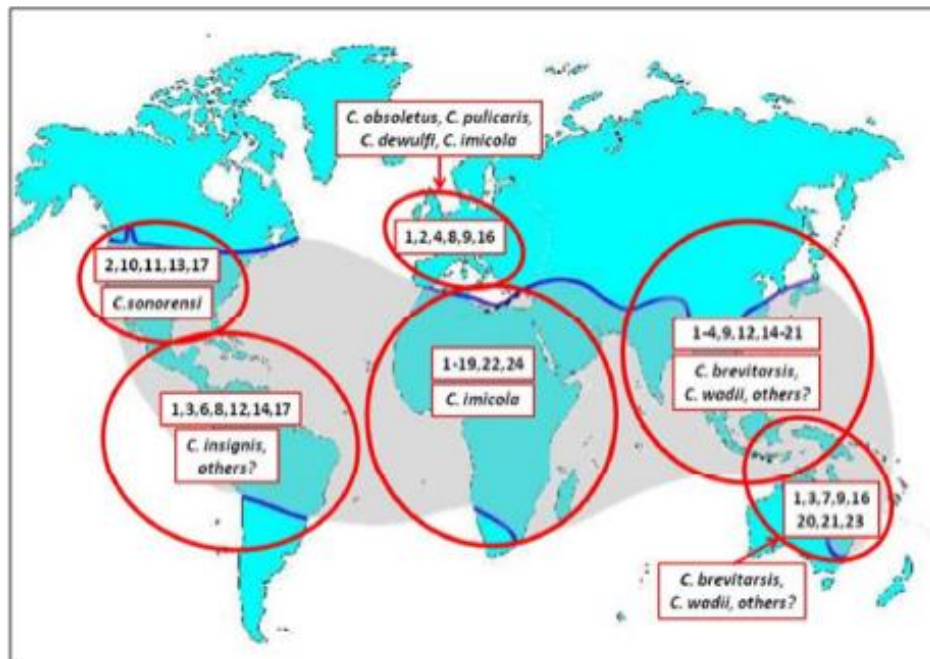 C. obsoletus, C. pulicaris,
C. dewulfi, C. imicola
1,2,4,8,9,16
2,10,11,13,17
C.sonorensi
1-19,22,24
C. imicola
1-4,9,12,14-21
C. brevitarsis,
C. wadii, others?
1,3,6,8,12,14,17
C. insignis,
others?
1,3,7,9,16
20,21,23
C. brevitarsis,
C. wadii, others?